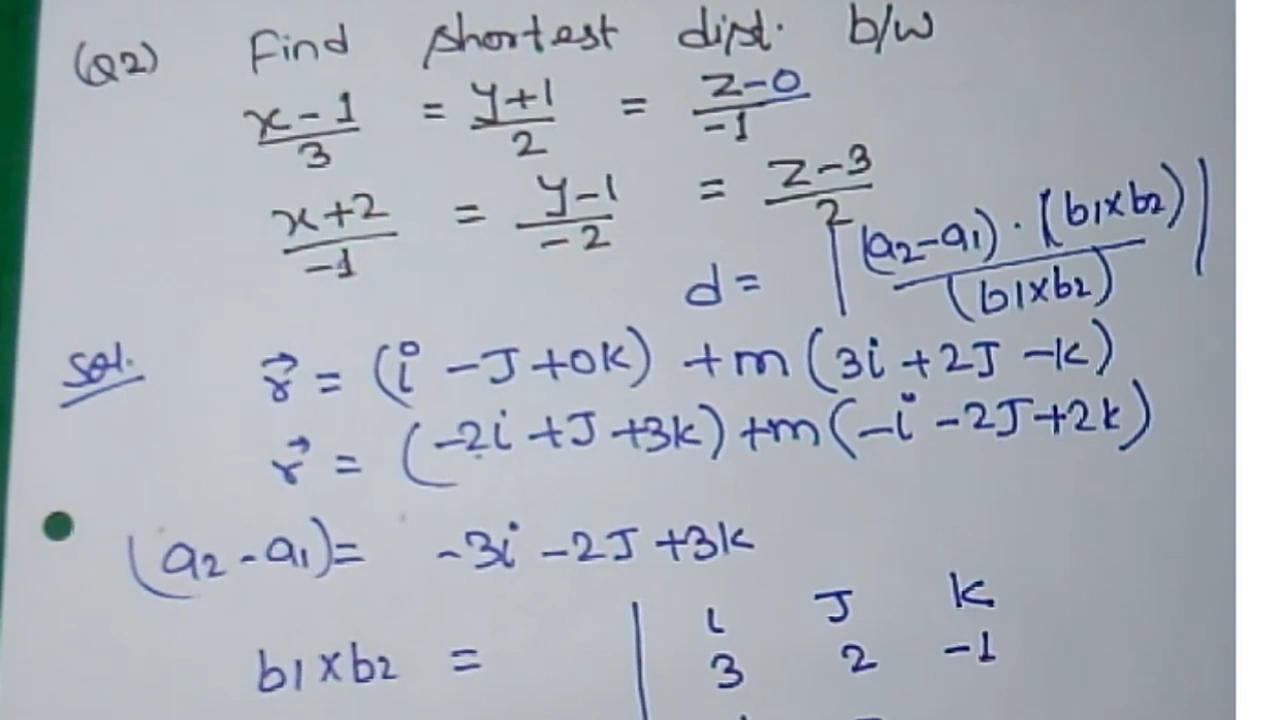 (Q2) Find shortest dist. b/w
x-1/3 = y+1/2 = z-0/-1
x+2/-1 = y-1/-2 = z-3/2
d = |(a2-a1)·(b1xb2)/(b1xb2)|
Sol. r⃗ = (i -J +0K) +m (3i +2J -K)
r⃗ = (-2i +J +3K) +m(-i -2J+2K)
(a2-a1)= -3i -2J +3K
b1xb2 = | i J K
3 2 -1